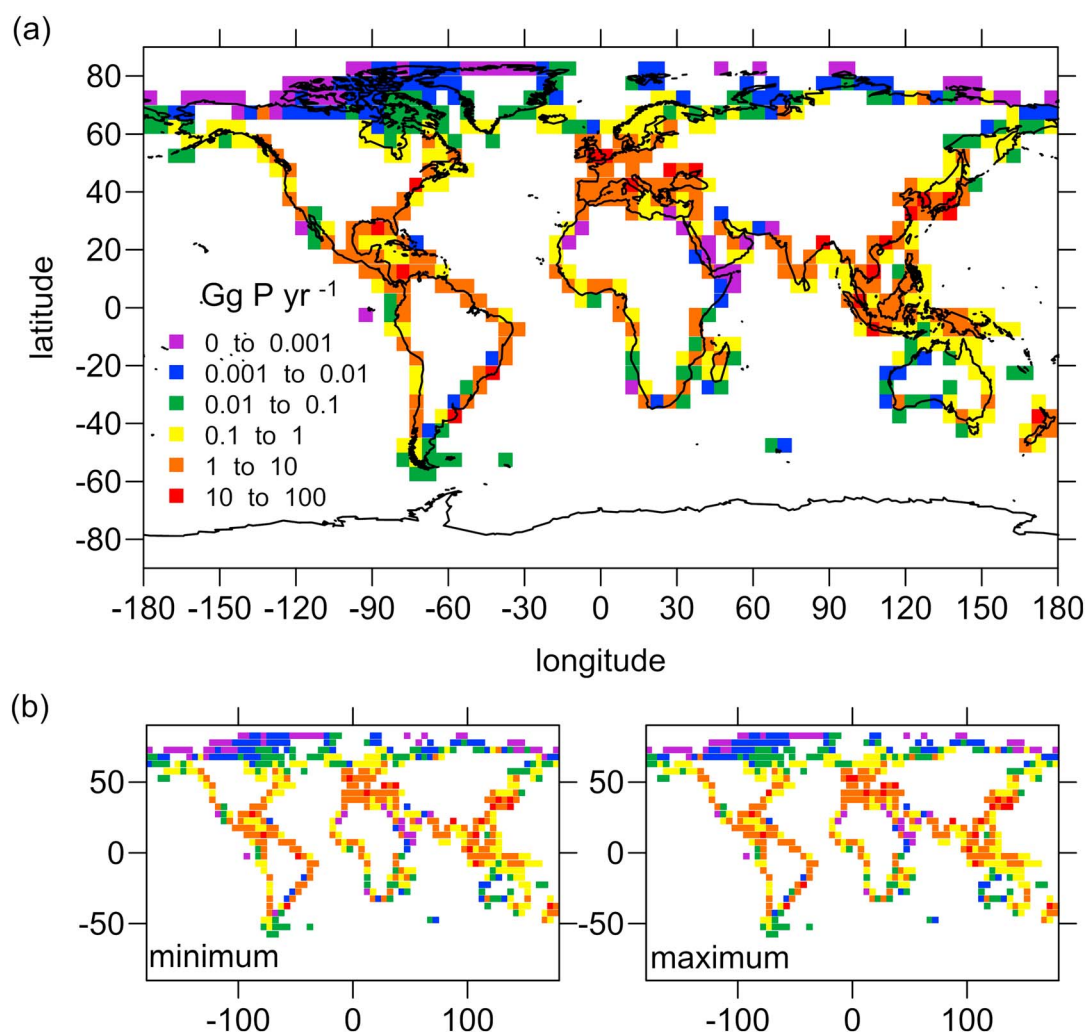 (a)
80
60
40
20
0
-20
-40
-60
-80
latitude
Gg P yr -1
0 to 0.001
0.001 to 0.01
0.01 to 0.1
0.1 to 1
1 to 10
10 to 100
-180 -150 -120 -90 -60 -30 0 30 60 90 120 150 180
longitude
(b)
50
0
-50
minimum
-100 0 100
50
0
-50
maximum
-100 0 100